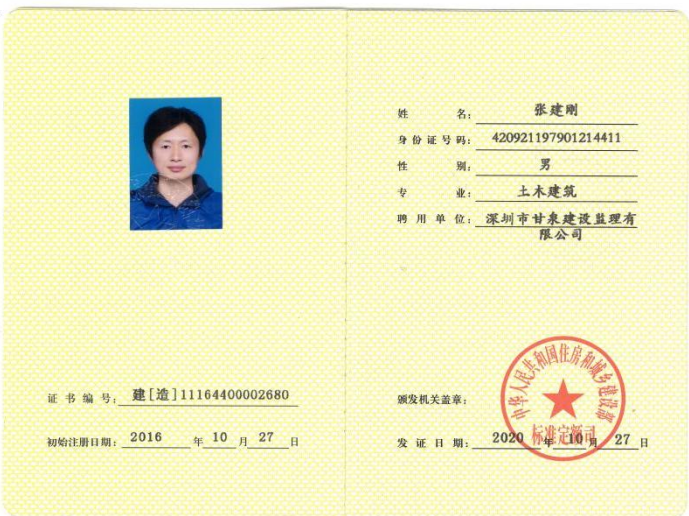 姓 名: 张建刚
身份证号码: 420921197901214411
性 别: 男
专 业: 土木建筑
聘用单位: 深圳市甘泉建设监理有
限公司
证书编号: 建[造]11164400002680
初始注册日期: 2016 年 10 月 27 日
颁发机关盖章:
中华人民共和国住房和城乡建设部
标准定额司
发证日期: 2020 年 10 月 27 日